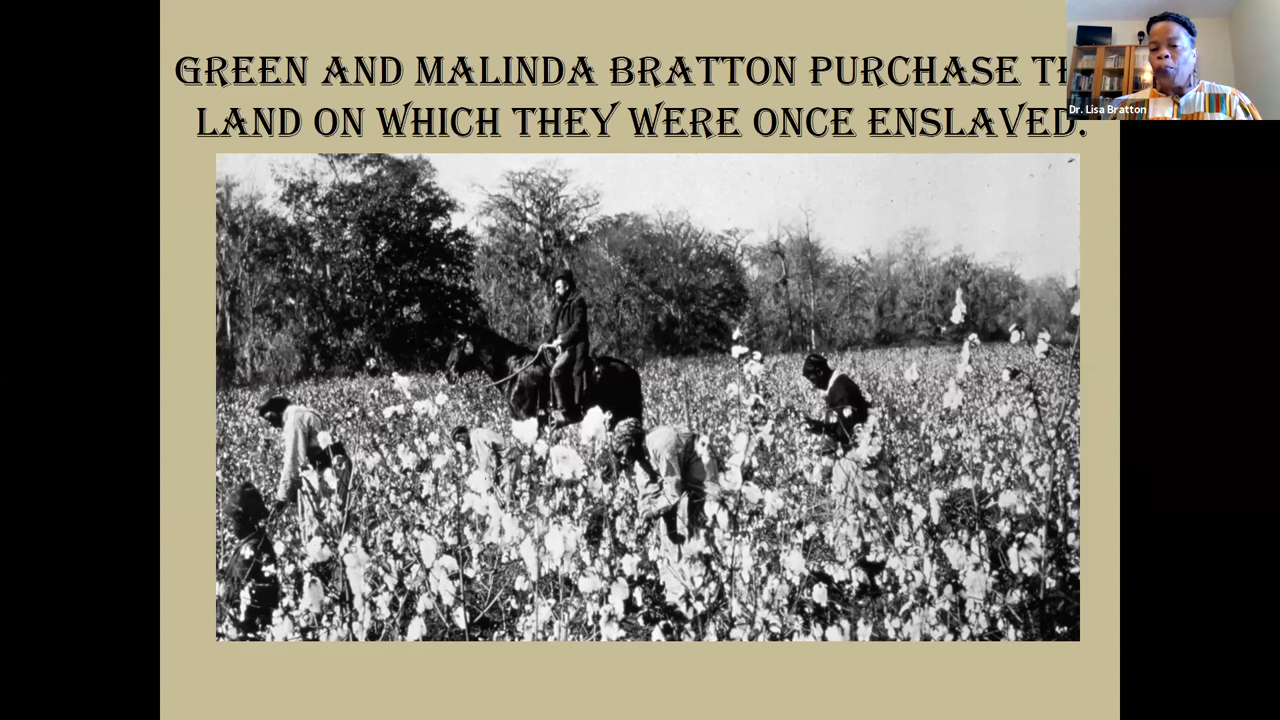 GREEN AND MALINDA BRATTON PURCHASE
LAND ON WHICH THEY WERE ONCE ENSLAVED.
Dr. Lisa Bratton